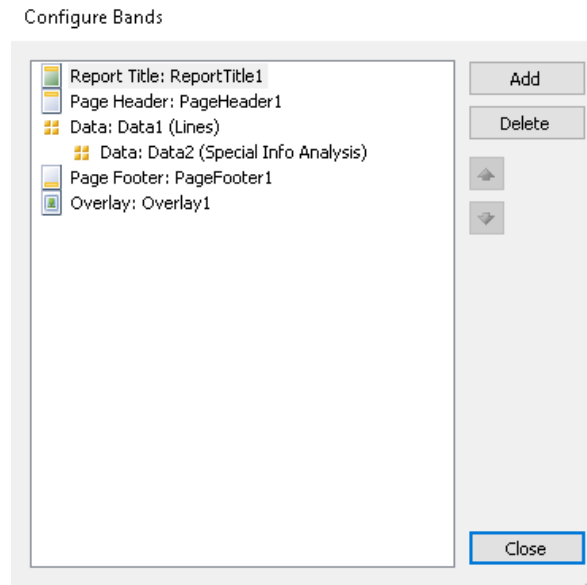 Configure Bands
Report Title: ReportTitle1
Page Header: PageHeader1
Data: Data1 (Lines)
Data: Data2 (Special Info Analysis)
Page Footer: PageFooter1
Overlay: Overlay1
Add
Delete
Close